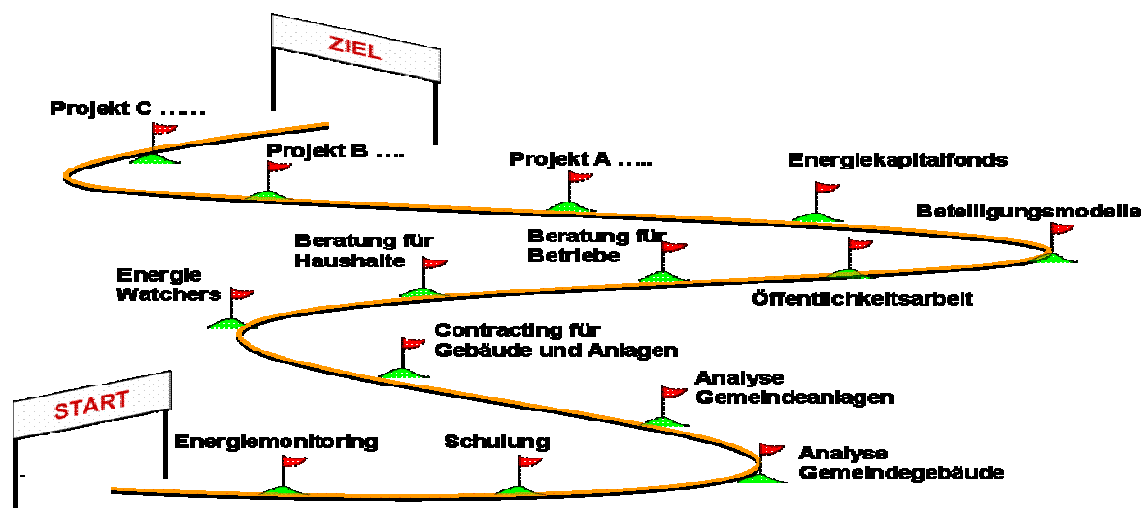 ZIEL
Projekt C ......
Projekt B ....
Projekt A .....
Energiekapitalfonds
Beteiligungsmodelle
Beratung für
Haushalte
Beratung für
Betriebe
Energie
Watchers
Öffentlichkeitsarbeit
Contracting für
Gebäude und Anlagen
Analyse
Gemeindeanlagen
START
Energiemonitoring
Schulung
Analyse
Gemeindegebäude